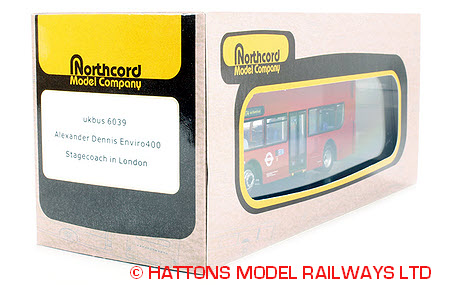 Northcord
Model Company
ukbus 6039
Alexander Dennis Enviro400
Stagecoach in London
Northcord
Model Company
© HATTONS MODEL RAILWAYS LTD